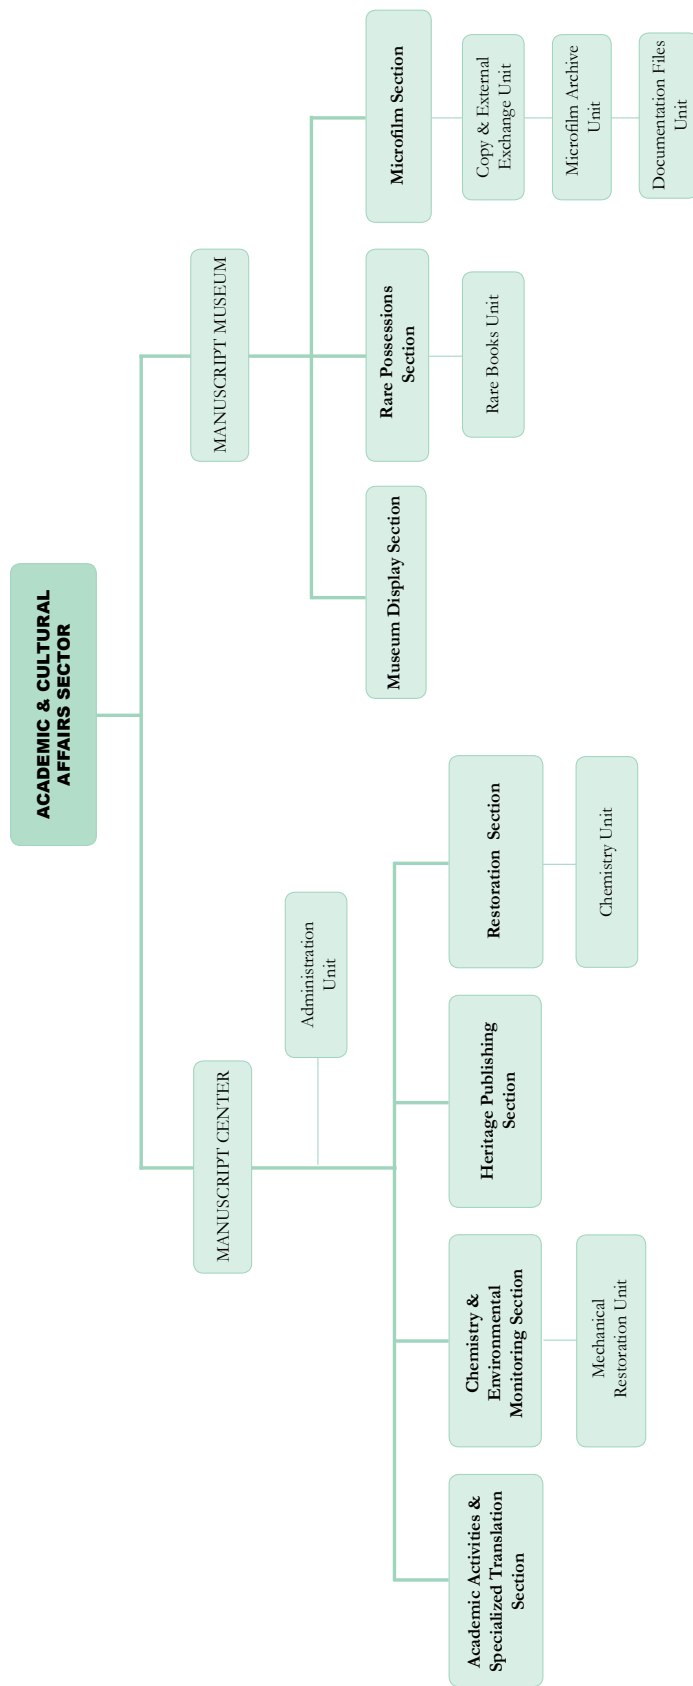 ACADEMIC & CULTURAL
AFFAIRS SECTOR
MANUSCRIPT CENTER
MANUSCRIPT MUSEUM
Administration
Unit
Academic Activities &
Specialized Translation
Section
Chemistry &
Environmental
Monitoring Section
Heritage Publishing
Section
Restoration Section
Mechanical
Restoration Unit
Chemistry Unit
Museum Display Section
Rare Possessions
Section
Microfilm Section
Rare Books Unit
Copy & External
Exchange Unit
Microfilm Archive
Unit
Documentation Files
Unit